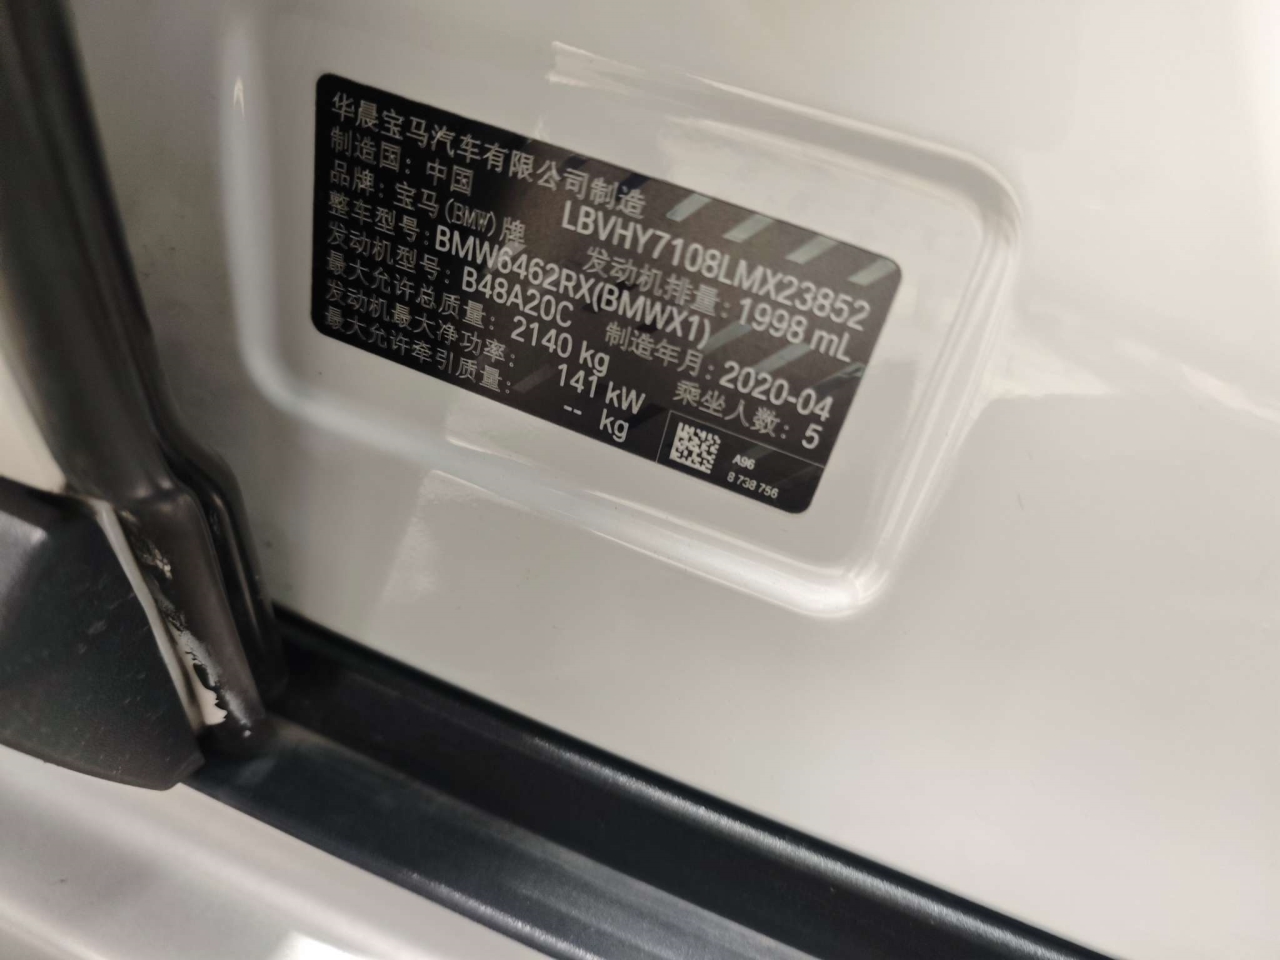 华晨宝马汽车有限公司制造
制造国：中国 LBVHY7108LMX23852
品牌：宝马(BMW)牌 发动机排量：1998 mL
整车型号：BMW6462RX(BMWX1)
发动机型号：B48A20C 制造年月：2020-04
最大允许总质量：2140 kg 乘坐人数：5
发动机最大净功率：141 kW
最大允许牵引质量：-- kg
A96
8 738 756